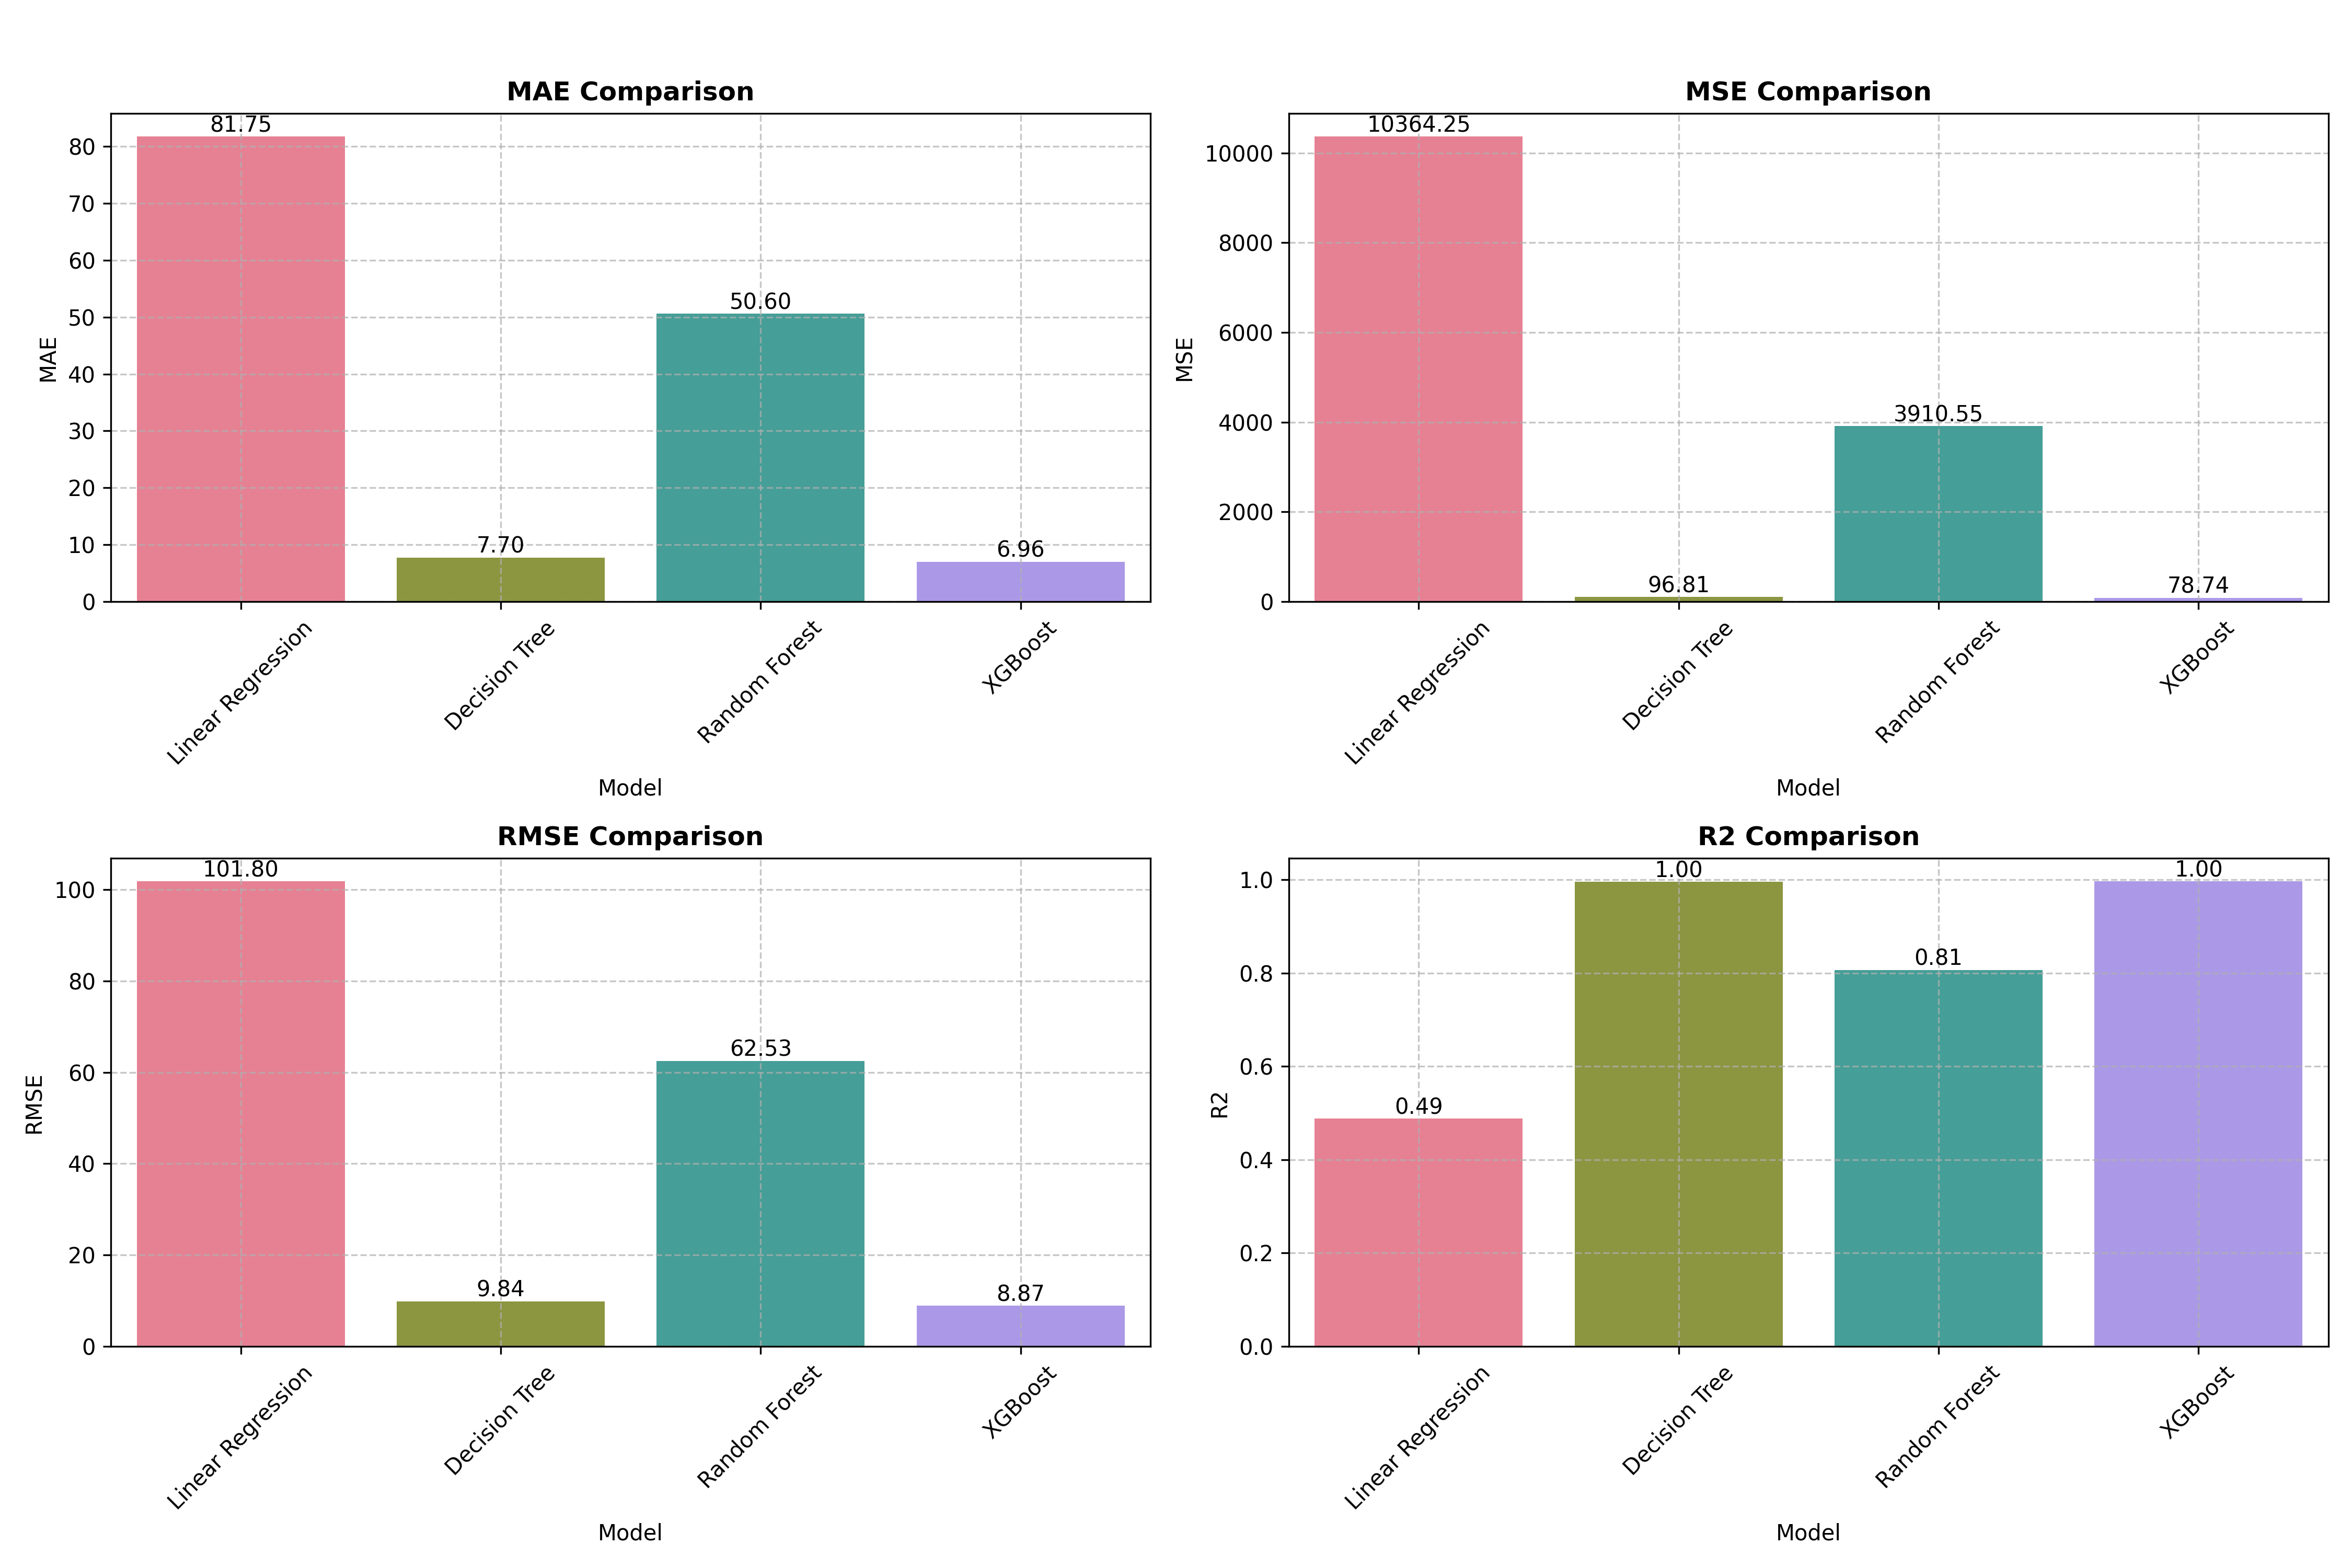 MAE Comparison
81.75
7.70
50.60
6.96
80
70
60
50
40
30
20
10
0
MAE
Linear Regression
Decision Tree
Random Forest
XGBoost
Model
MSE Comparison
10364.25
96.81
3910.55
78.74
10000
8000
6000
4000
2000
0
MSE
Linear Regression
Decision Tree
Random Forest
XGBoost
Model
RMSE Comparison
101.80
9.84
62.53
8.87
100
80
60
40
20
0
RMSE
Linear Regression
Decision Tree
Random Forest
XGBoost
Model
R2 Comparison
0.49
1.00
0.81
1.00
1.0
0.8
0.6
0.4
0.2
0.0
R2
Linear Regression
Decision Tree
Random Forest
XGBoost
Model